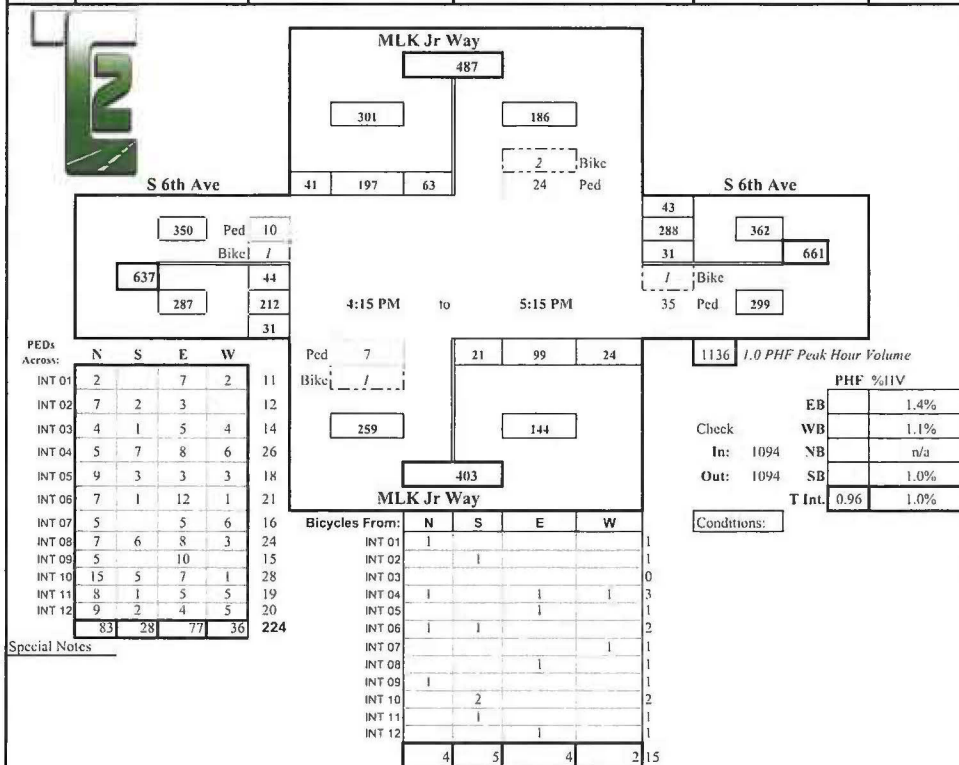 T2
MLK Jr Way
487
301 186
2 Bike
S 6th Ave 41 197 63 24 Ped S 6th Ave
43
350 Ped 10 288 362
Bike 1 31 661
637 44 1 Bike
287 212 4:15 PM to 5:15 PM 35 Ped 299
31
PEDs
Across: N S E W Ped 7 21 99 24 1136 1.0 PHF Peak Hour Volume
INT 01 2 7 2 11 Bike 1 PHF %HV
INT 02 7 2 3 12 EB 1.4%
INT 03 4 1 5 4 14 259 144 Check WB 1.1%
INT 04 5 7 8 6 26 In: 1094 NB n/a
INT 05 9 3 3 3 18 403 Out: 1094 SB 1.0%
INT 06 7 1 12 1 21 MLK Jr Way T Int. 0.96 1.0%
INT 07 5 5 6 16 Bicycles From: N S E W Conditions:
INT 08 7 6 8 3 24 INT 01 1 1
INT 09 5 10 15 INT 02 1 1
INT 10 15 5 7 1 28 INT 03 0
INT 11 8 1 5 5 19 INT 04 1 1 1 3
INT 12 9 2 4 5 20 INT 05 1 1
83 28 77 36 224 INT 06 1 1 2
Special Notes INT 07 1 1
INT 08 1 1
INT 09 1 1
INT 10 2 2
INT 11 1 1
INT 12 1 1
4 5 4 2 15